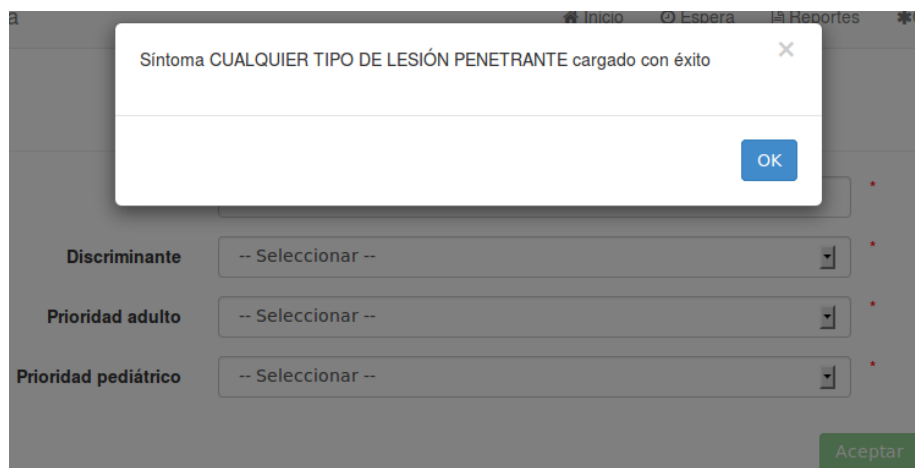 a Inicio Espera Reportes
Síntoma CUALQUIER TIPO DE LESIÓN PENETRANTE cargado con éxito ×
OK
*
Discriminante -- Seleccionar -- *
Prioridad adulto -- Seleccionar -- *
Prioridad pediátrico -- Seleccionar -- *
Aceptar